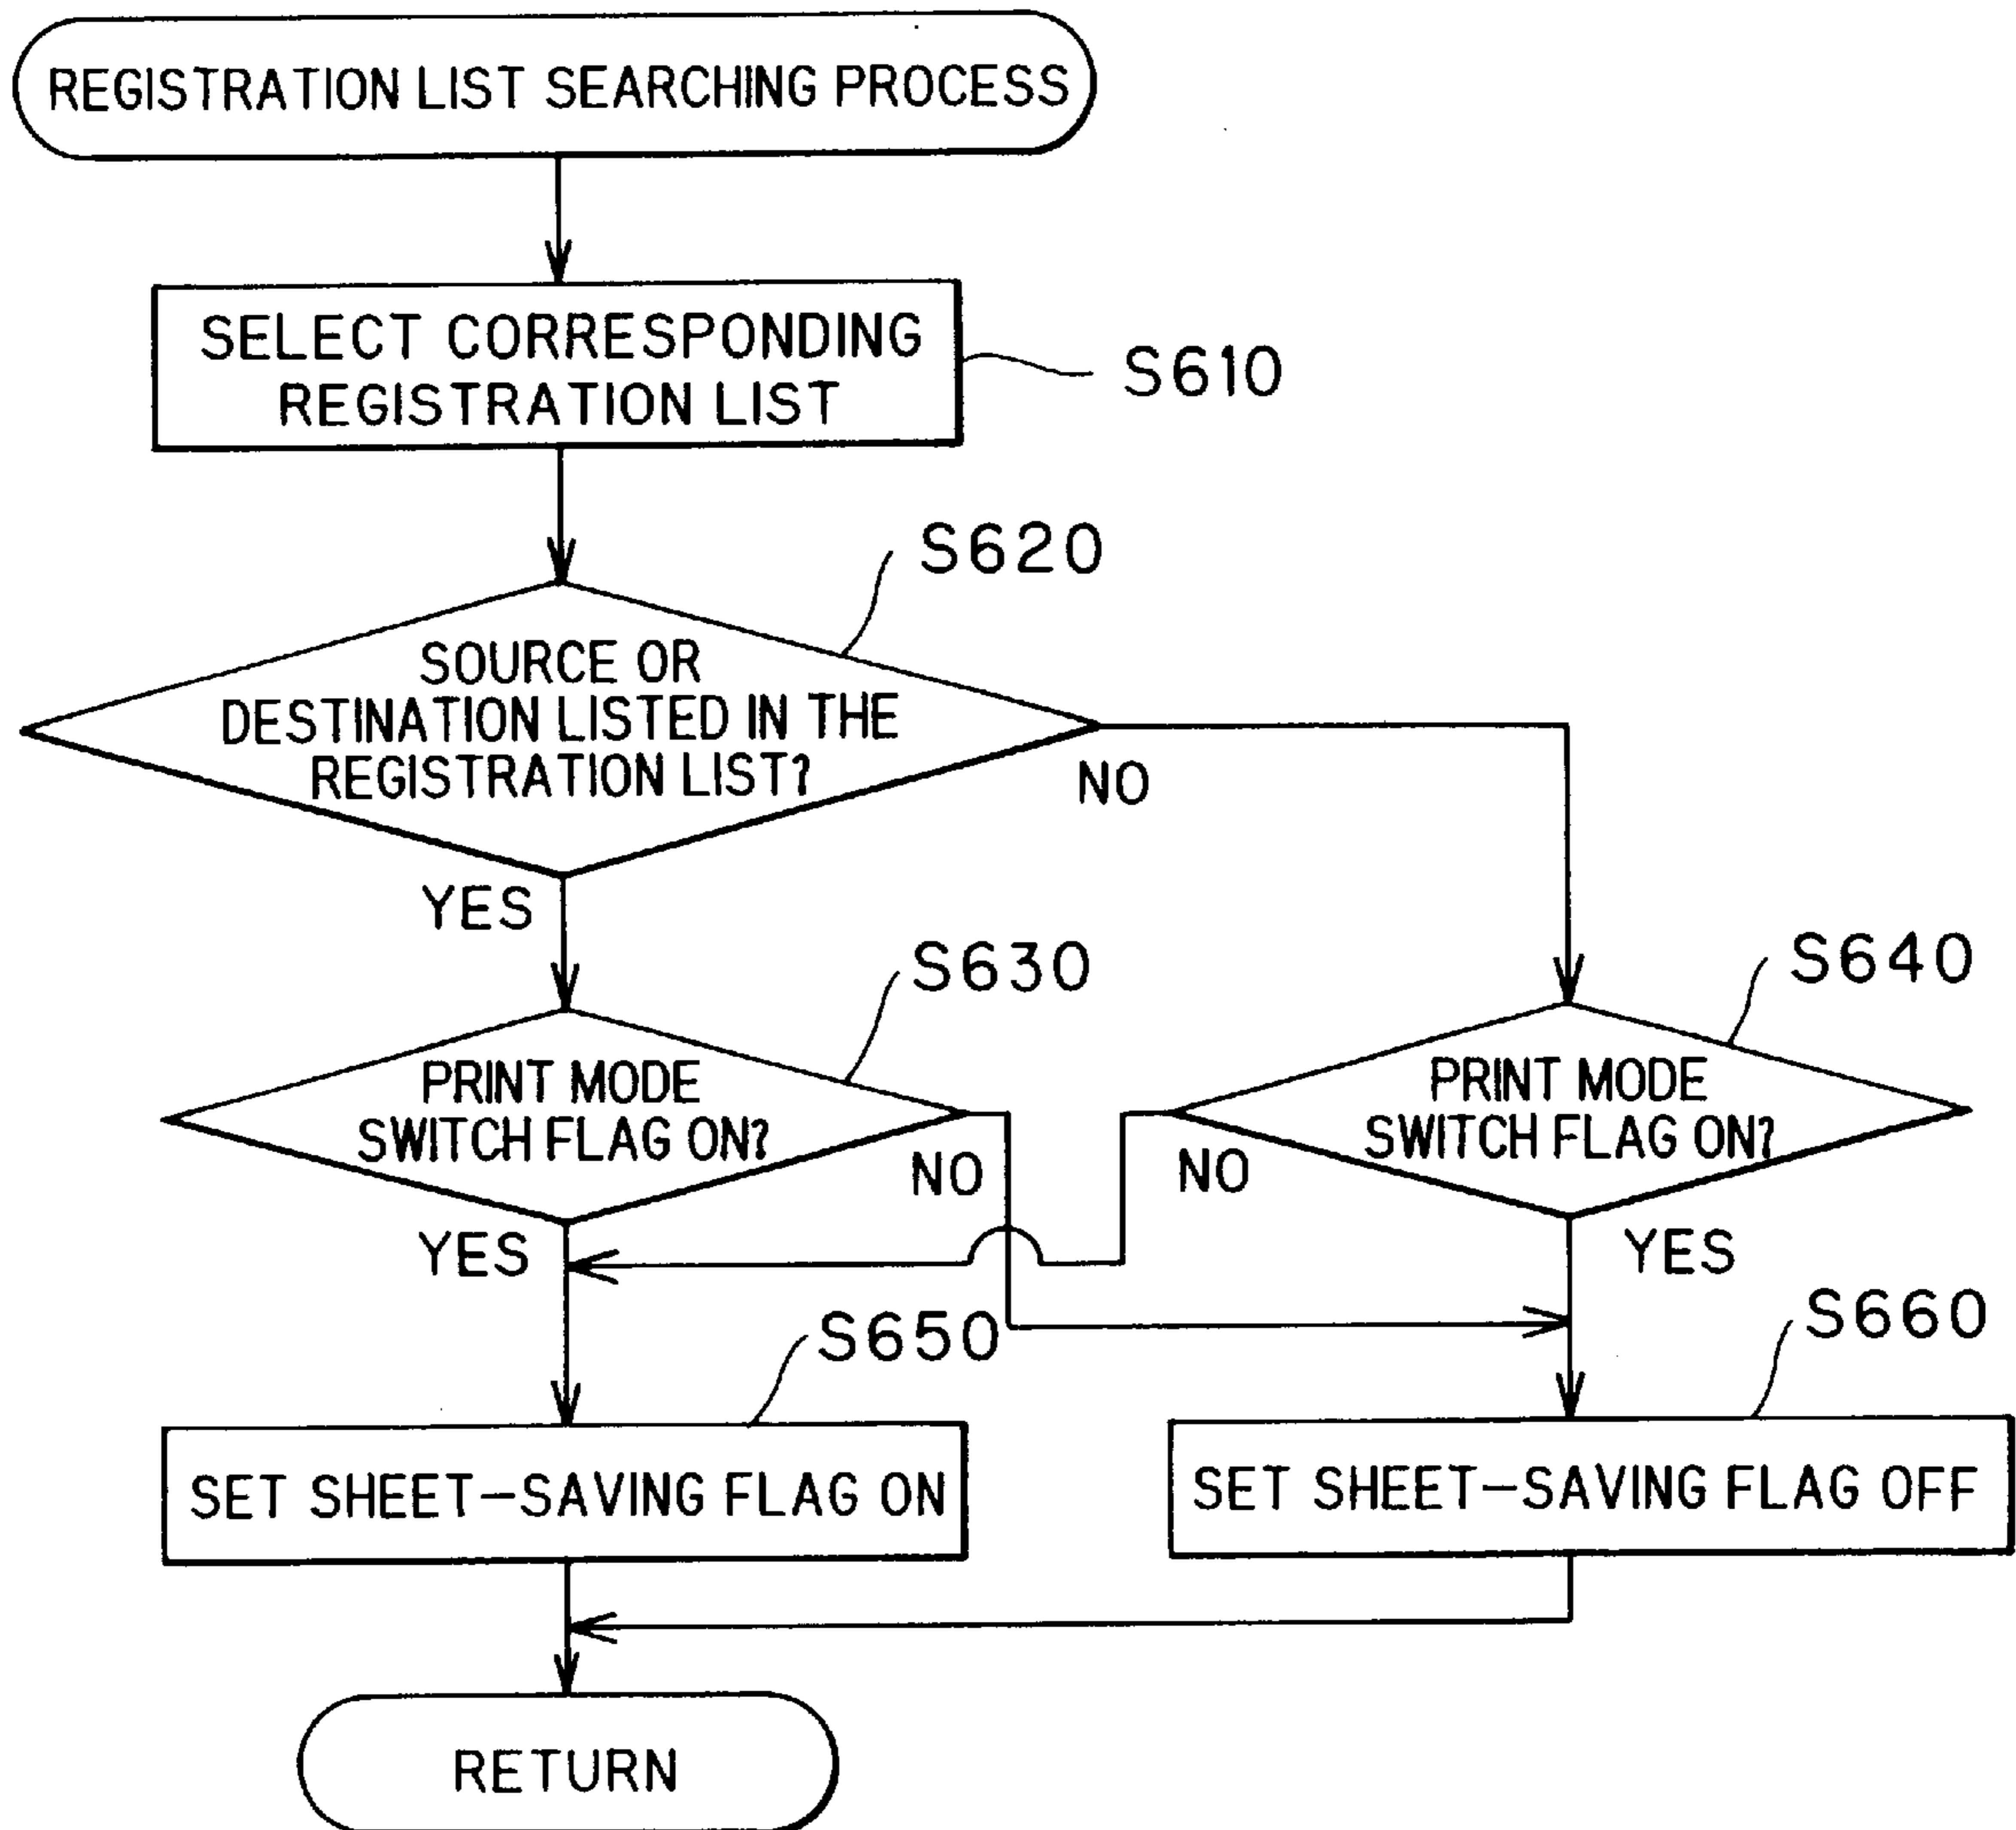 REGISTRATION LIST SEARCHING PROCESS
SELECT CORRESPONDING
REGISTRATION LIST
S610
S620
SOURCE OR
DESTINATION LISTED IN THE
REGISTRATION LIST?
NO
YES
S630
PRINT MODE
SWITCH FLAG ON?
NO
YES
S640
PRINT MODE
SWITCH FLAG ON?
NO
YES
S650
SET SHEET-SAVING FLAG ON
S660
SET SHEET-SAVING FLAG OFF
RETURN